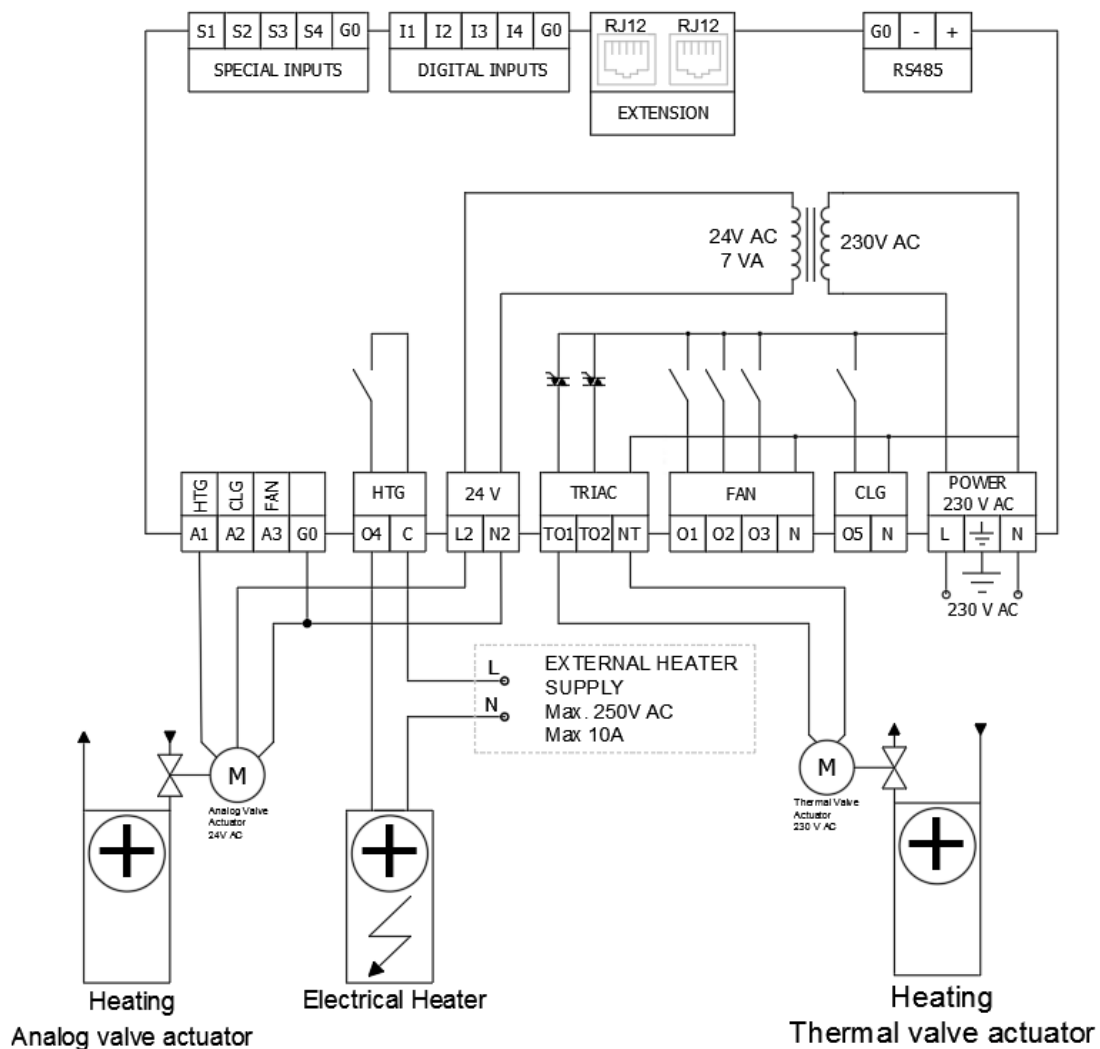 S1 S2 S3 S4 G0
SPECIAL INPUTS
I1 I2 I3 I4 G0
DIGITAL INPUTS
RJ12 RJ12
EXTENSION
G0 - +
RS485
24V AC
7 VA
230V AC
HTG CLG FAN
A1 A2 A3 G0
HTG
O4 C
24 V
L2 N2
TRIAC
TO1 TO2 NT
FAN
O1 O2 O3 N
CLG
O5 N
POWER
230 V AC
L N
230 V AC
L
N
EXTERNAL HEATER
SUPPLY
Max. 250V AC
Max 10A
M
Analog Valve
Actuator
24V AC
M
Thermal Valve
Actuator
230 V AC
Heating
Analog valve actuator
Electrical Heater
Heating
Thermal valve actuator